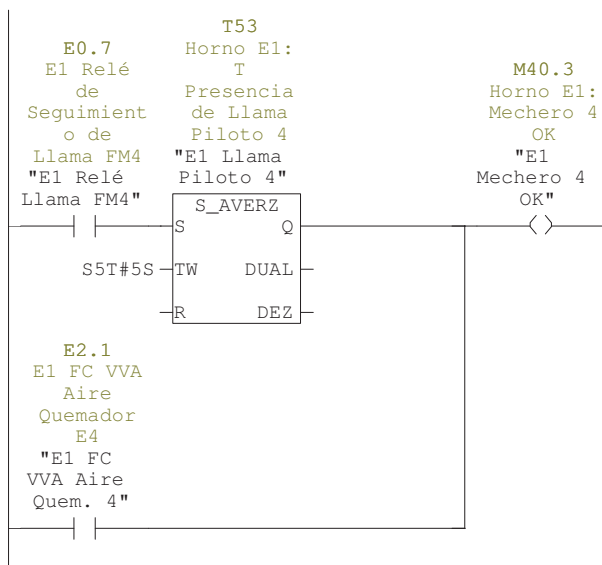 T53
E0.7
Horno E1:
E1 Relé
T
M40.3
de
Presencia
Horno E1:
Seguimient
de Llama
Mechero 4
o de
Piloto 4
OK
Llama FM4
"E1 Llama
"E1
"E1 Relé
Piloto 4"
Mechero 4
Llama FM4"
S_AVERZ
OK"
S
Q
S5T#5S
TW
DUAL
R
DEZ
E2.1
E1 FC VVA
Aire
Quemador
E4
"E1 FC
VVA Aire
Quem. 4"